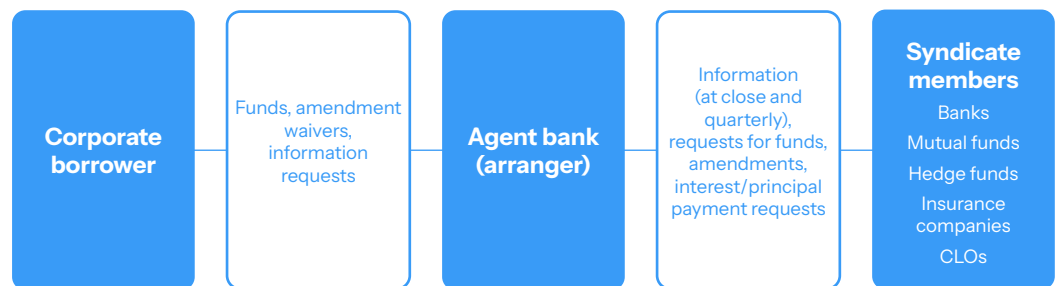 Corporate
borrower
Funds, amendment
waivers,
information
requests
Agent bank
(arranger)
Information
(at close and
quarterly),
requests for funds,
amendments,
interest/principal
payment requests
Syndicate
members
Banks
Mutual funds
Hedge funds
Insurance
companies
CLOs